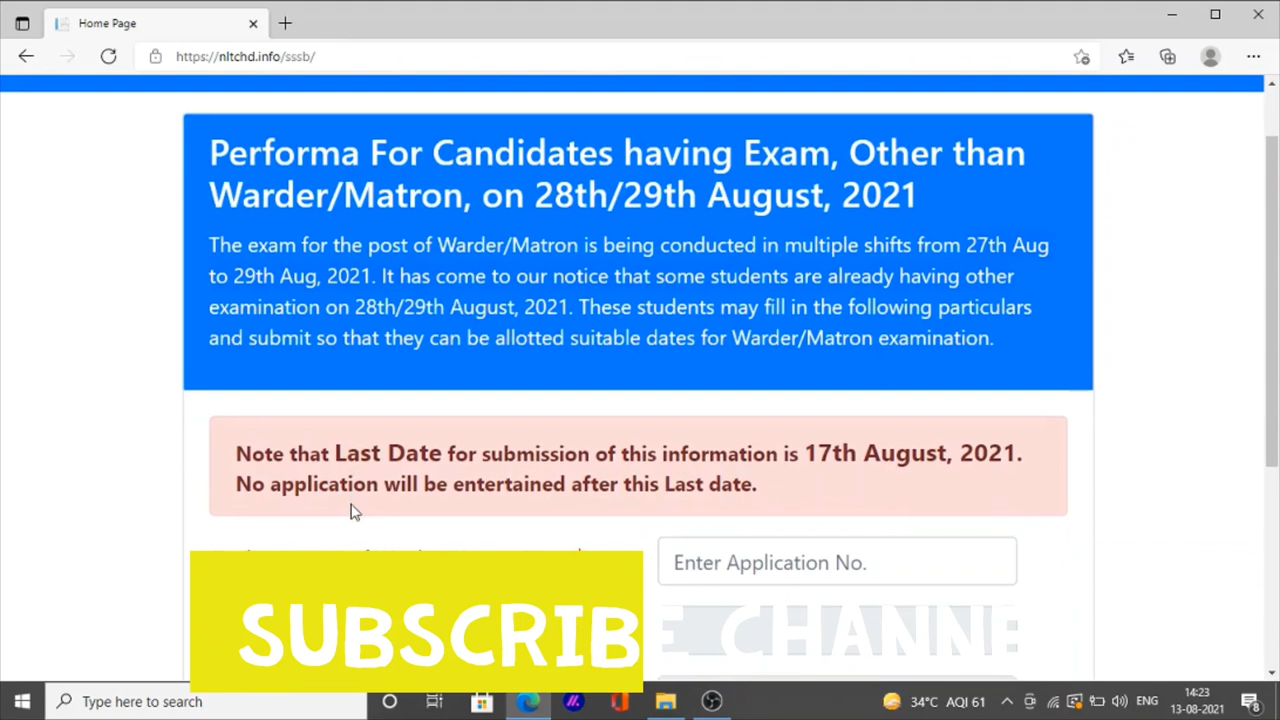 Home Page
https://nltchd.info/sssb/
Performa For Candidates having Exam, Other than
Warder/Matron, on 28th/29th August, 2021
The exam for the post of Warder/Matron is being conducted in multiple shifts from 27th Aug
to 29th Aug, 2021. It has come to our notice that some students are already having other
examination on 28th/29th August, 2021. These students may fill in the following particulars
and submit so that they can be allotted suitable dates for Warder/Matron examination.
Note that Last Date for submission of this information is 17th August, 2021.
No application will be entertained after this Last date.
Enter Application No.
SUBSCRIBE CHANNE
Type here to search
34°C AQI 61
ENG
14:23
13-08-2021
8